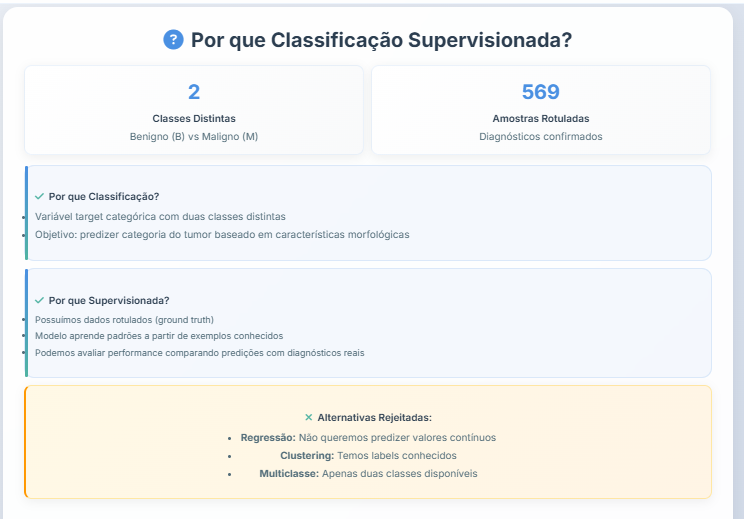 ? Por que Classificação Supervisionada?
2
Classes Distintas
Benigno (B) vs Maligno (M)
569
Amostras Rotuladas
Diagnósticos confirmados
✓ Por que Classificação?
• Variável target categórica com duas classes distintas
• Objetivo: predizer categoria do tumor baseado em características morfológicas
✓ Por que Supervisionada?
• Possuímos dados rotulados (ground truth)
• Modelo aprende padrões a partir de exemplos conhecidos
• Podemos avaliar performance comparando predições com diagnósticos reais
✕ Alternativas Rejeitadas:
• Regressão: Não queremos predizer valores contínuos
• Clustering: Temos labels conhecidos
• Multiclasse: Apenas duas classes disponíveis